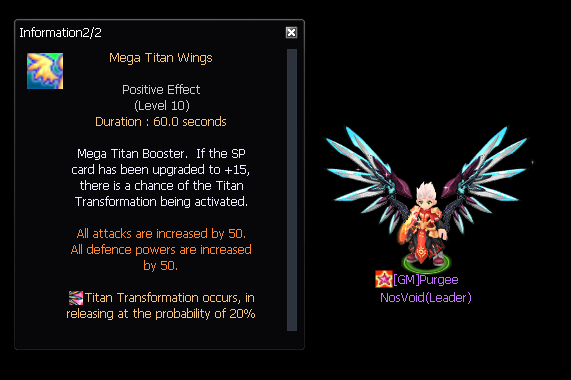 Information2/2
Mega Titan Wings
Positive Effect
(Level 10)
Duration : 60.0 seconds
Mega Titan Booster. If the SP
card has been upgraded to +15,
there is a chance of the Titan
Transformation being activated.
All attacks are increased by 50.
All defence powers are increased
by 50.
Titan Transformation occurs, in
releasing at the probability of 20%
[GM]Purgee
NosVoid(Leader)